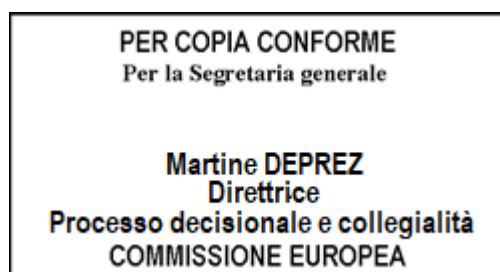 PER COPIA CONFORME
Per la Segretaria generale
Martine DEPREZ
Direttrice
Processo decisionale e collegialità
COMMISSIONE EUROPEA